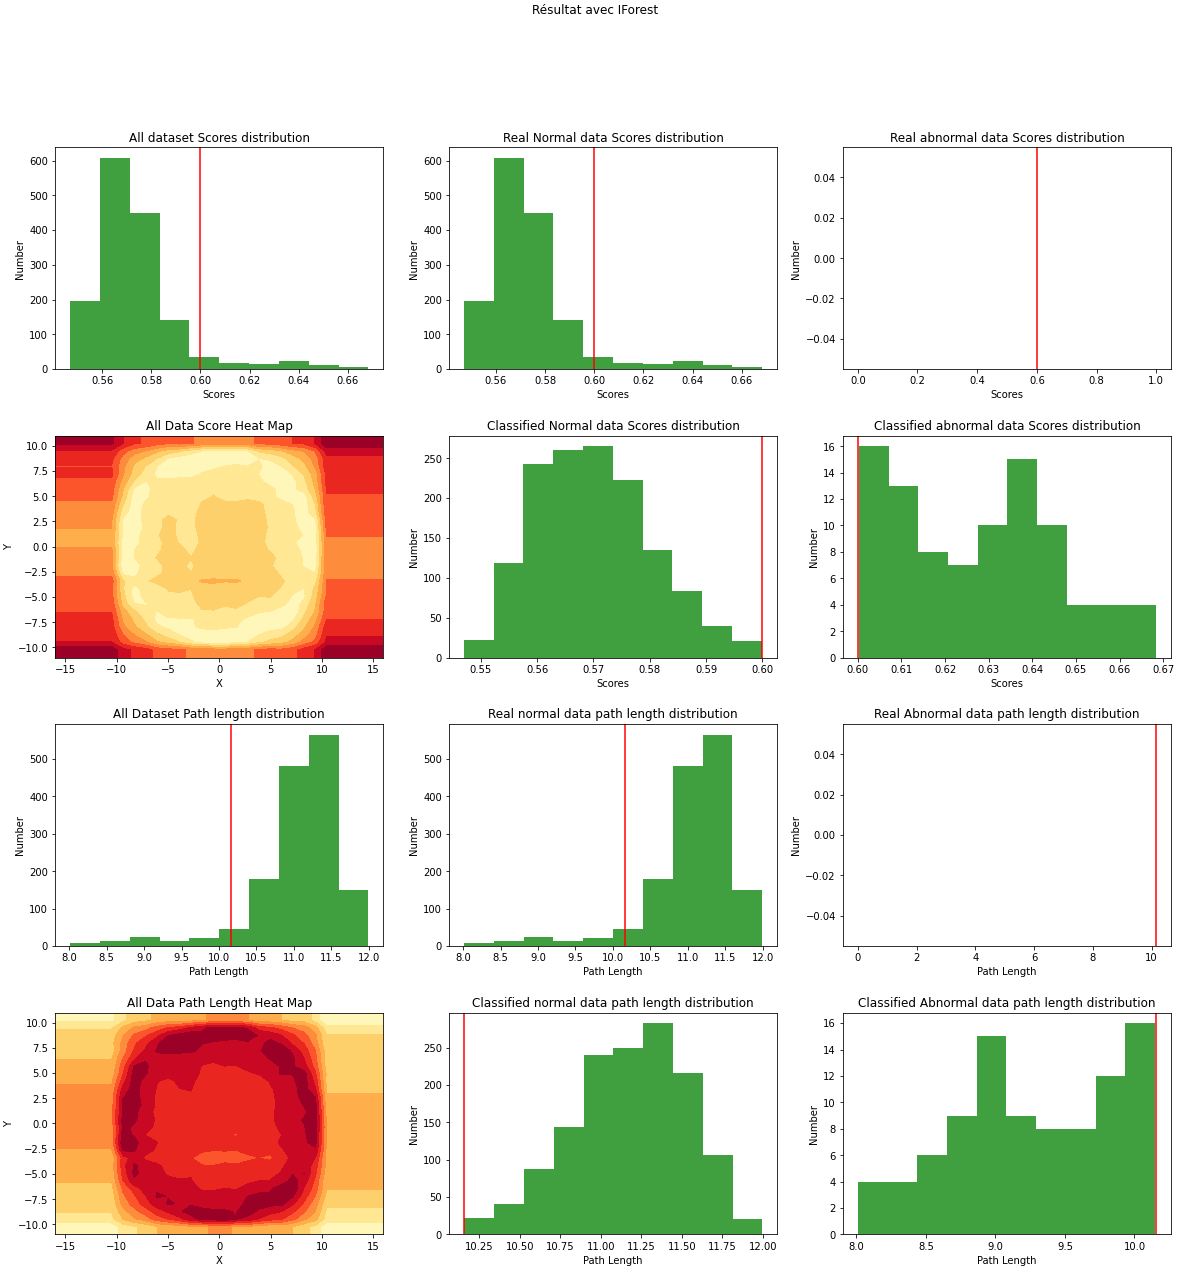 Résultat avec IForest
All dataset Scores distribution
Number
600
500
400
300
200
100
0
0.56 0.58 0.60 0.62 0.64 0.66
Scores
Real Normal data Scores distribution
Number
600
500
400
300
200
100
0
0.56 0.58 0.60 0.62 0.64 0.66
Scores
Real abnormal data Scores distribution
Number
0.04
0.02
0.00
−0.02
−0.04
0.0 0.2 0.4 0.6 0.8 1.0
Scores
All Data Score Heat Map
Y
10.0
7.5
5.0
2.5
0.0
−2.5
−5.0
−7.5
−10.0
−15 −10 −5 0 5 10 15
X
Classified Normal data Scores distribution
Number
250
200
150
100
50
0
0.55 0.56 0.57 0.58 0.59 0.60
Scores
Classified abnormal data Scores distribution
Number
16
14
12
10
8
6
4
2
0
0.60 0.61 0.62 0.63 0.64 0.65 0.66 0.67
Scores
All Dataset Path length distribution
Number
500
400
300
200
100
0
8.0 8.5 9.0 9.5 10.0 10.5 11.0 11.5 12.0
Path Length
Real normal data path length distribution
Number
500
400
300
200
100
0
8.0 8.5 9.0 9.5 10.0 10.5 11.0 11.5 12.0
Path Length
Real Abnormal data path length distribution
Number
0.04
0.02
0.00
−0.02
−0.04
0 2 4 6 8 10
Path Length
All Data Path Length Heat Map
Y
10.0
7.5
5.0
2.5
0.0
−2.5
−5.0
−7.5
−10.0
−15 −10 −5 0 5 10 15
X
Classified normal data path length distribution
Number
250
200
150
100
50
0
10.25 10.50 10.75 11.00 11.25 11.50 11.75 12.00
Path Length
Classified Abnormal data path length distribution
Number
16
14
12
10
8
6
4
2
0
8.0 8.5 9.0 9.5 10.0
Path Length